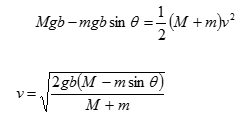 Mgb – mgb sin θ = 1/2 (M + m)v²
v = √(2gb(M – m sin θ) / (M + m))